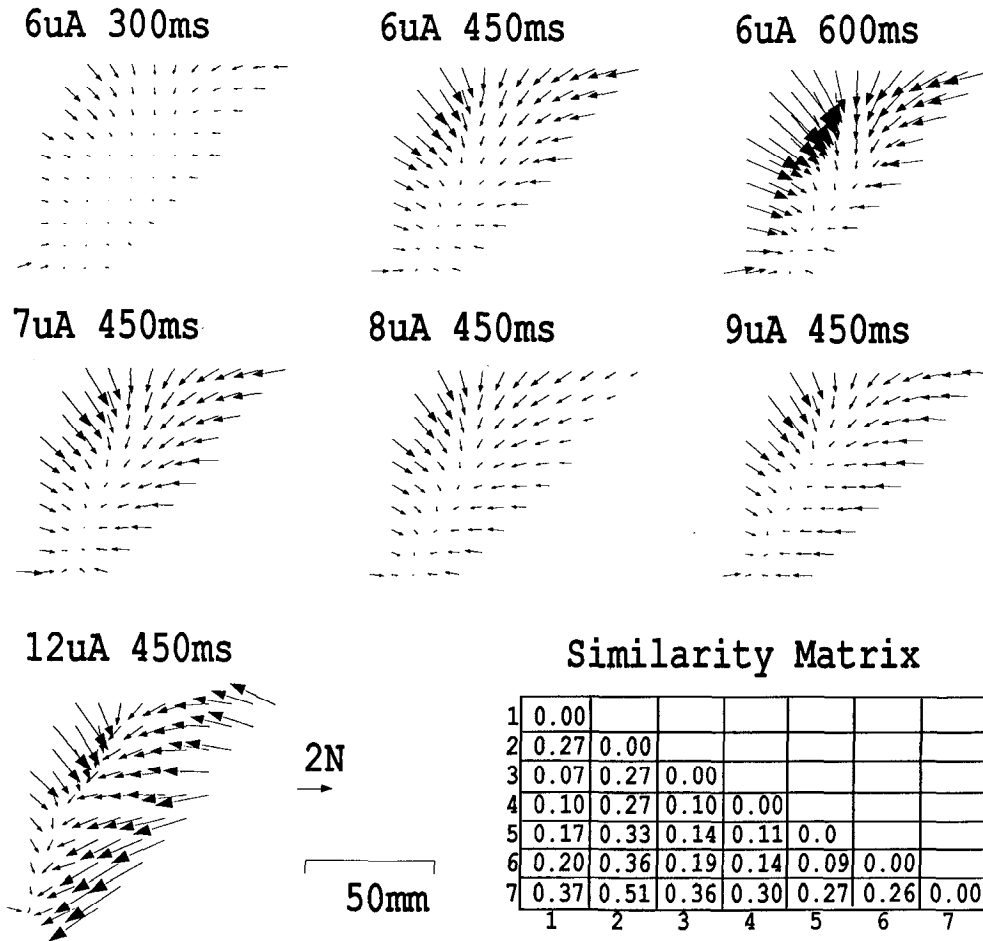 6uA 300ms
6uA 450ms
6uA 600ms
7uA 450ms
8uA 450ms
9uA 450ms
12uA 450ms
2N
50mm
Similarity Matrix
1 0.00
2 0.27 0.00
3 0.07 0.27 0.00
4 0.10 0.27 0.10 0.00
5 0.17 0.33 0.14 0.11 0.0
6 0.20 0.36 0.19 0.14 0.09 0.00
7 0.37 0.51 0.36 0.30 0.27 0.26 0.00
1 2 3 4 5 6 7